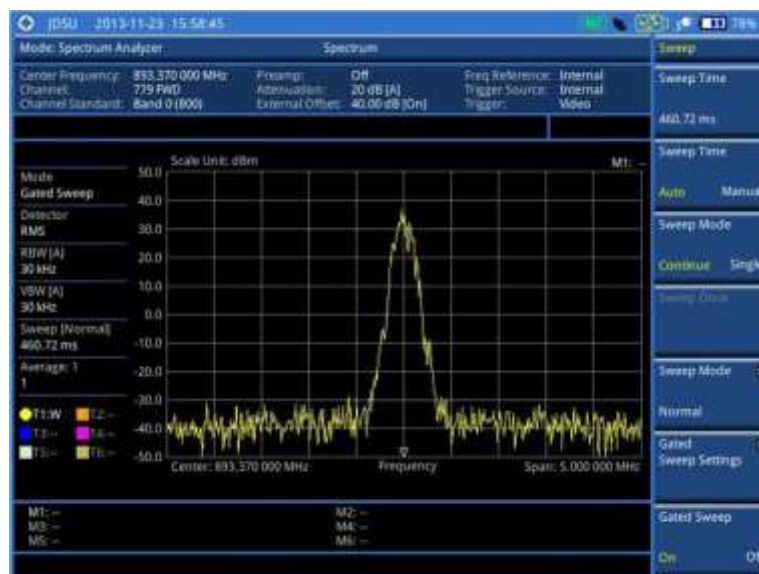 JDSU 2013-11-23 15:58:45
78%
Mode: Spectrum Analyzer
Spectrum
Sweep
Center Frequency: 893.370 000 MHz
Channel: 779 FWD
Channel Standard: Band 0 (800)
Preamp: Off
Attenuation: 20 dB [A]
External Offset: 40.00 dB [On]
Freq Reference: Internal
Trigger Source: Internal
Trigger: Video
Scale Unit: dBm
M1: --
Mode
Gated Sweep
Detector
RMS
RBW [A]
30 kHz
VBW [A]
30 kHz
Sweep [Normal]
460.72 ms
Average: 1
1
T1:W T2:--
T3:-- T4:--
T5:-- T6:--
50.0
40.0
30.0
20.0
10.0
0.0
-10.0
-20.0
-30.0
-40.0
-50.0
Center: 893.370 000 MHz
Frequency
Span: 5.000 000 MHz
M1: --
M2: --
M3: --
M4: --
M5: --
M6: --
Sweep Time
460.72 ms
Sweep Time
Auto Manua
Sweep Mode
Continue Singl
Sweep Once
Sweep Mode
Normal
Gated
Sweep Settings
Gated Sweep
On Of